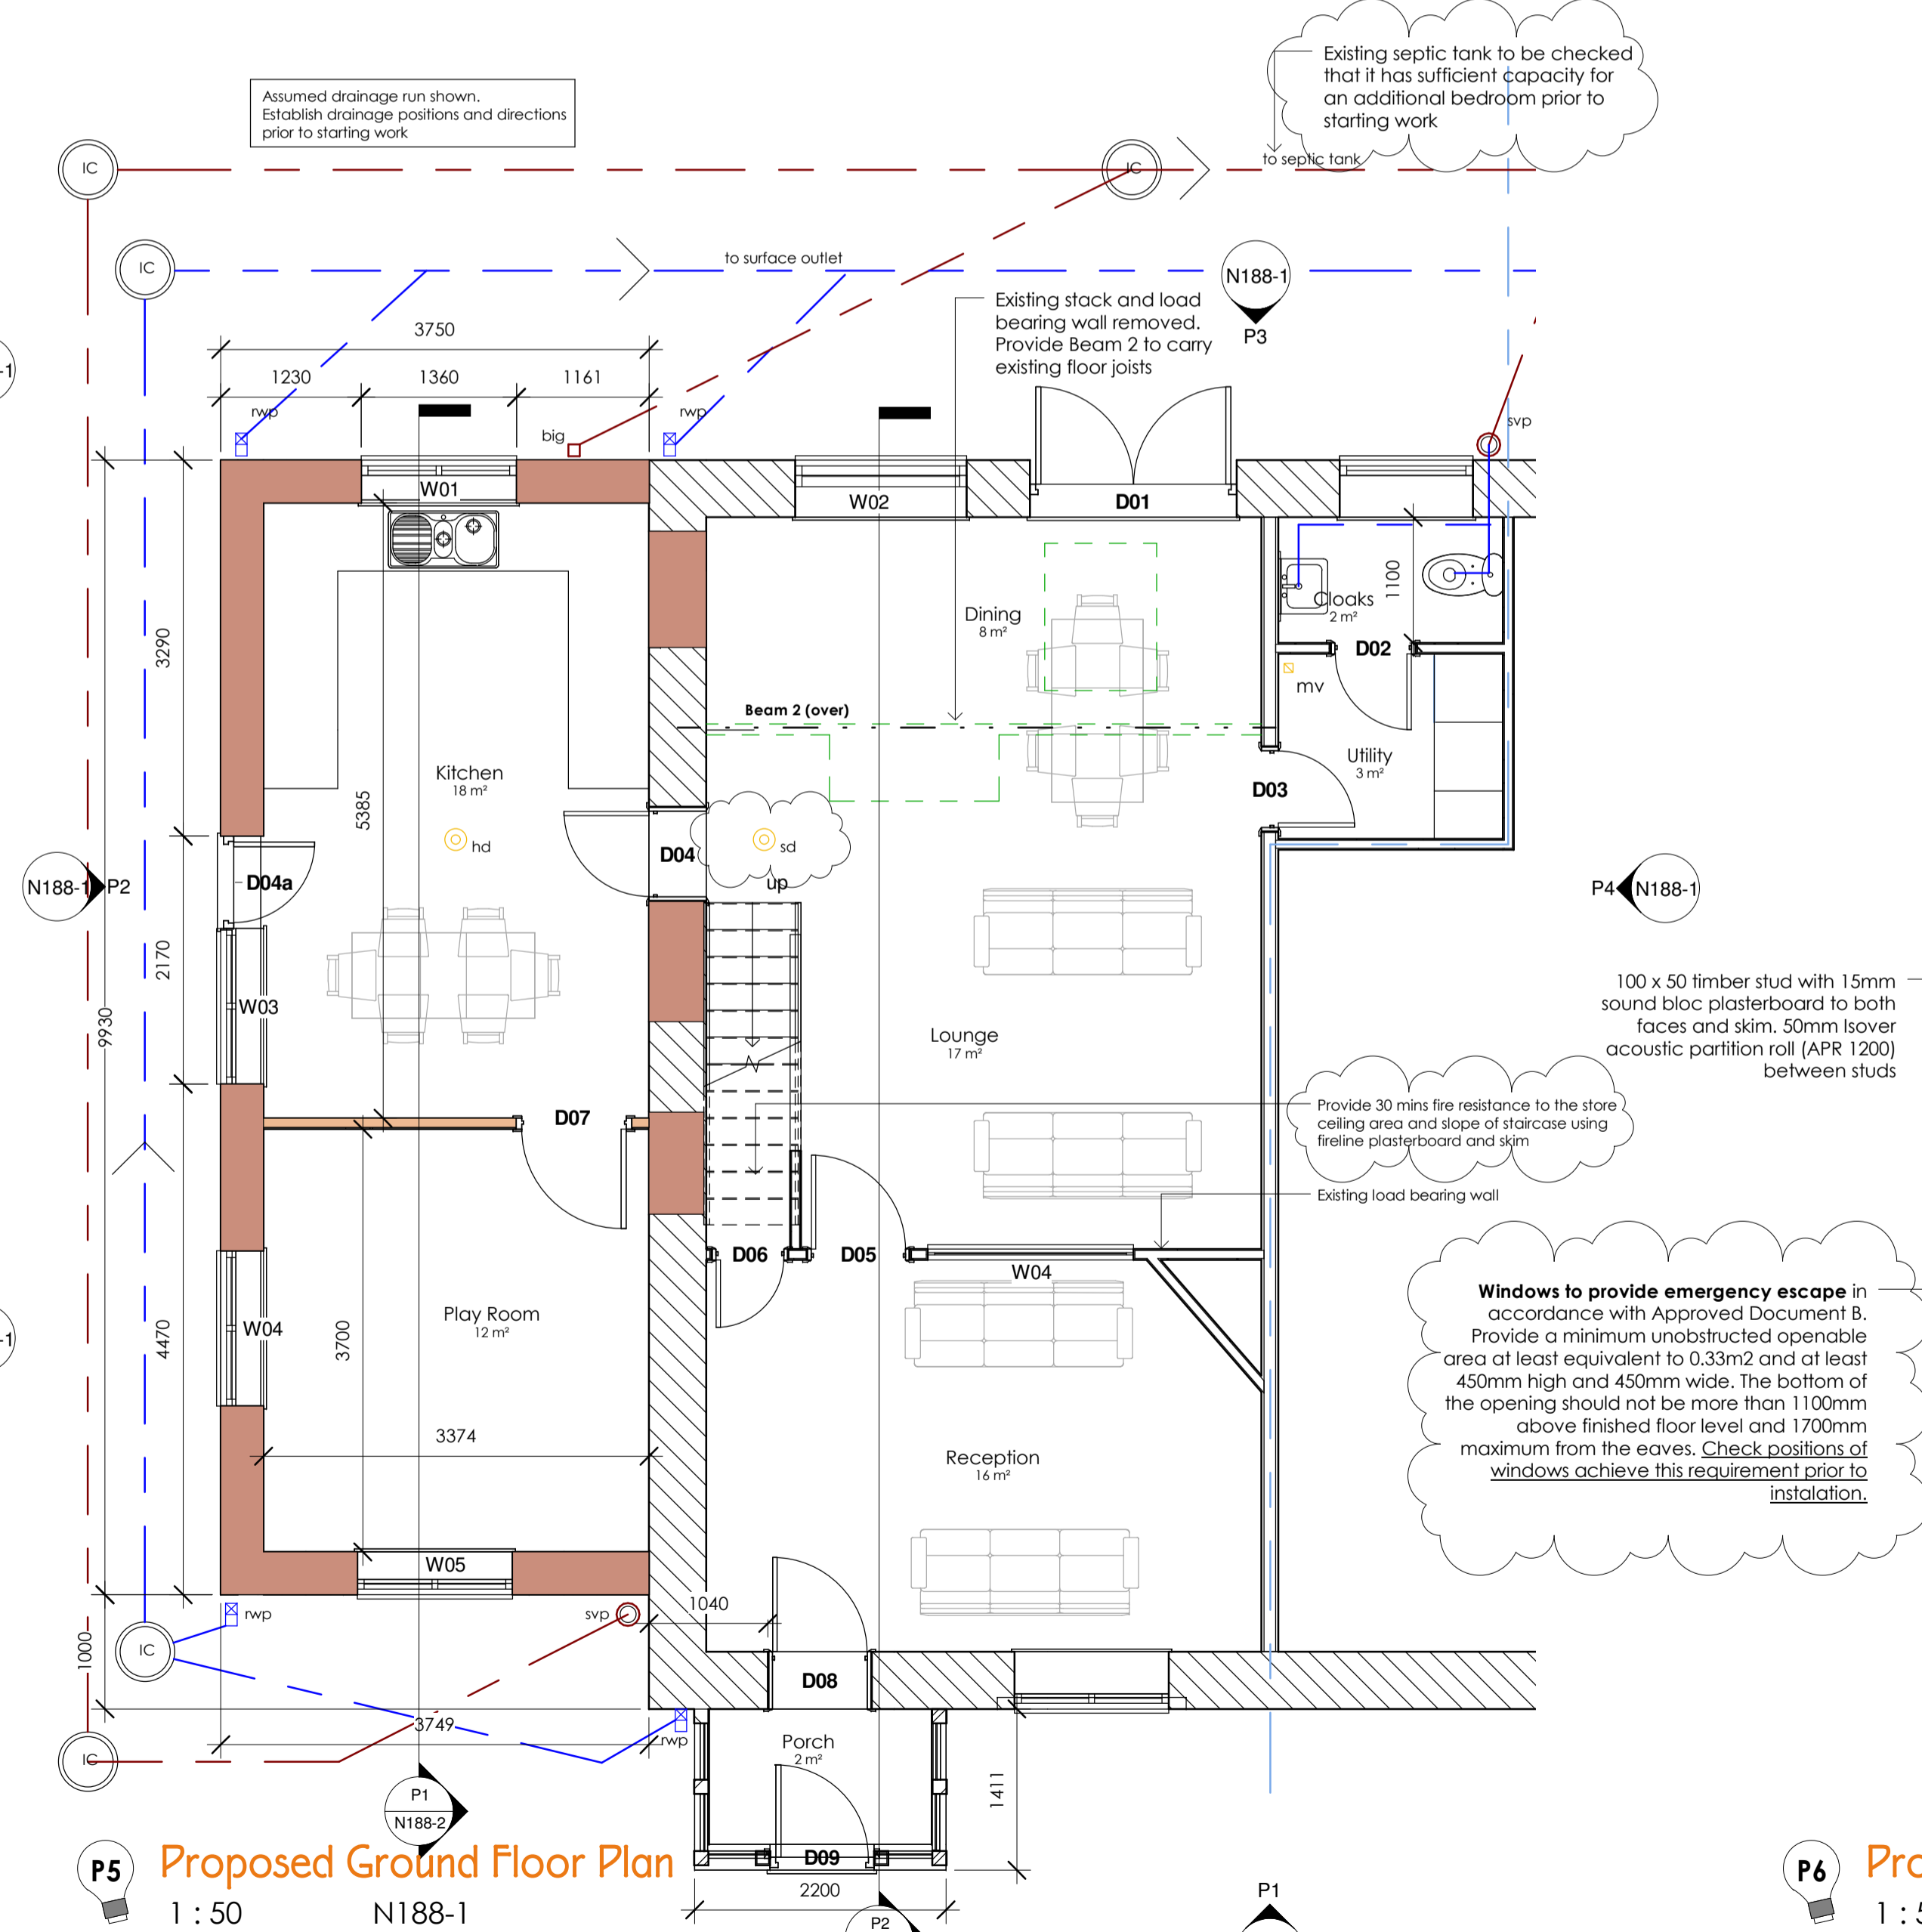 Existing septic tank to be checked
that it has sufficient capacity for
an additional bedroom prior to
starting work
Assumed drainage run shown.
Establish drainage positions and directions
prior to starting work
IC
IC
to septic tank
IC
to surface outlet
N188-1
P3
Existing stack and load
bearing wall removed.
Provide Beam 2 to carry
existing floor joists
3750
1230
1360
1161
rwp
big
rwp
svp
W01
W02
D01
3290
Dining
8 m²
Cloaks
2 m²
1100
D02
mv
Beam 2 (over)
Kitchen
18 m²
5385
hd
Utility
3 m²
D03
D04
sd
up
D04a
N188-1
P2
P4
N188-1
2170
9930
W03
Lounge
17 m²
100 x 50 timber stud with 15mm
sound bloc plasterboard to both
faces and skim. 50mm Isover
acoustic partition roll (APR 1200)
between studs
D07
Provide 30 mins fire resistance to the store
ceiling area and slope of staircase using
fireline plasterboard and skim
Existing load bearing wall
D06
D05
W04
Play Room
12 m²
W04
3700
4470
Windows to provide emergency escape in
accordance with Approved Document B.
Provide a minimum unobstructed openable
area at least equivalent to 0.33m2 and at least
450mm high and 450mm wide. The bottom of
the opening should not be more than 1100mm
above finished floor level and 1700mm
maximum from the eaves. Check positions of
windows achieve this requirement prior to
instalation.
3374
Reception
16 m²
W05
rwp
svp
1040
1000
IC
D08
3749
rwp
IC
Porch
2 m²
1411
P1
N188-2
D09
2200
P5
Proposed Ground Floor Plan
1 : 50
N188-1
P2
P1
P6
-1
-1